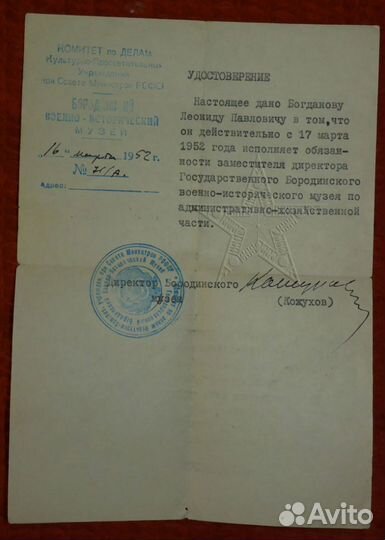 КОМИТЕТ по ДЕЛАМ
Культурно-Просветительных
Учреждений
при Совете Министров РСФСР
БОРОДИНСКИЙ
ВОЕННО-ИСТОРИЧЕСКИЙ
МУЗЕЙ
16" марта 1952 г.
№
Адрес:
УДОСТОВЕРЕНИЕ
Настоящее дано Богданову
Леониду Павловичу в том,что
он действительно с 17 марта
1952 года исполняет обязан-
ности заместителя директора
Государственного Бородинского
военно-исторического музея по
административно-хозяйственной
части.
Директор Бородинского
музея
(Кожухов)
Avito